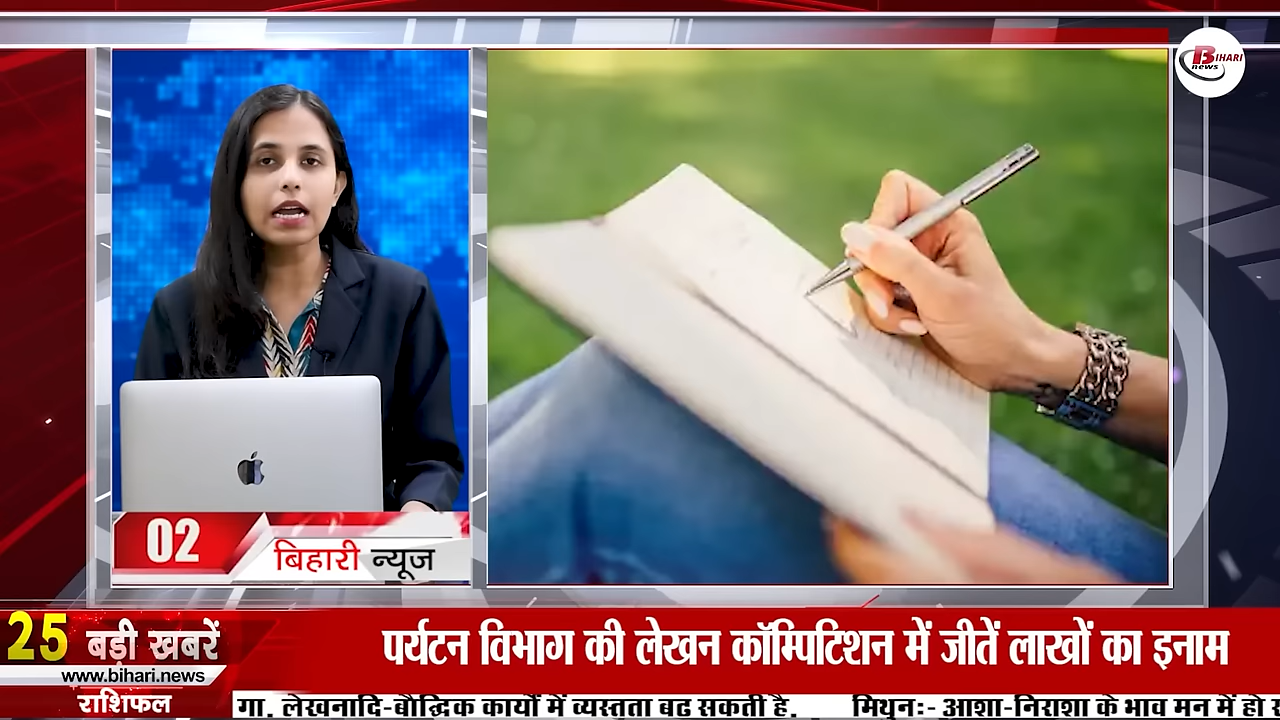 BIHARI
news
02
बिहारी न्यूज
25 बड़ी खबरें
www.bihari.news
पर्यटन विभाग की लेखन कॉम्पिटिशन में जीतें लाखों का इनाम
राशिफल
गा. लेखनादि-बौद्धिक कार्यों में व्यस्तता बढ सकती है. मिथुनः- आशा-निराशा के भाव मन में हो